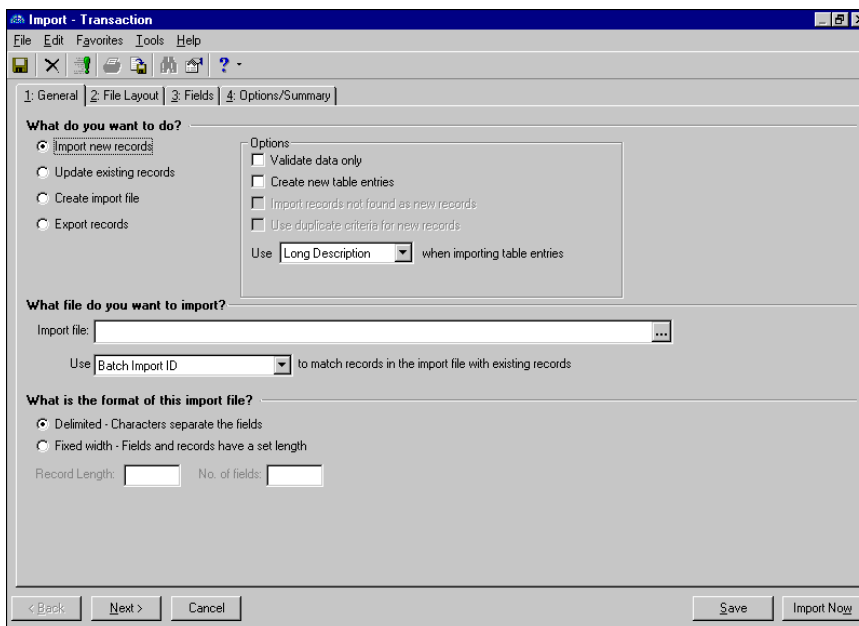 Import - Transaction
File Edit Favorites Tools Help
1: General 2: File Layout 3: Fields 4: Options/Summary
What do you want to do?
Import new records
Update existing records
Create import file
Export records
Options
Validate data only
Create new table entries
Import records not found as new records
Use duplicate criteria for new records
Use Long Description when importing table entries
What file do you want to import?
Import file: ...
Use Batch Import ID to match records in the import file with existing records
What is the format of this import file?
Delimited - Characters separate the fields
Fixed width - Fields and records have a set length
Record Length: No. of fields:
< Back Next > Cancel Save Import Now